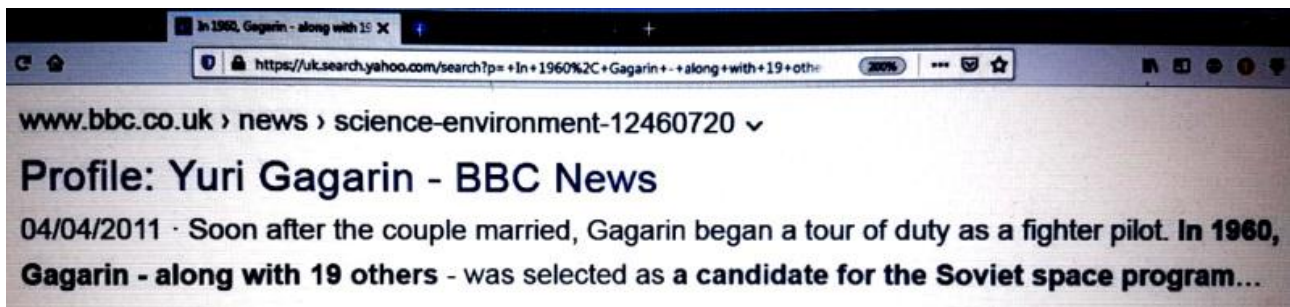 In 1960, Gagarin - along with 19
https://uk.search.yahoo.com/search?p=+In+1960%2C+Gagarin+-+along+with+19+othe
200%
www.bbc.co.uk › news › science-environment-12460720
Profile: Yuri Gagarin - BBC News
04/04/2011 · Soon after the couple married, Gagarin began a tour of duty as a fighter pilot. In 1960,
Gagarin - along with 19 others - was selected as a candidate for the Soviet space program...